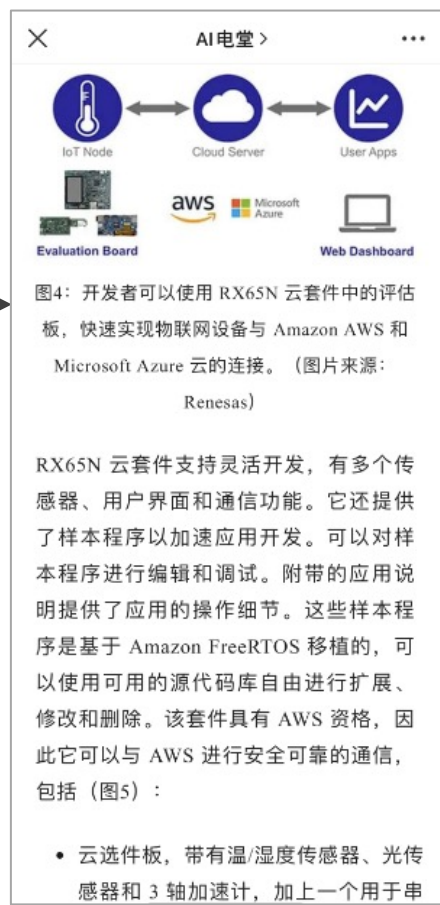 AI电堂 >
IoT Node Cloud Server User Apps
aws Microsoft Azure
Evaluation Board Web Dashboard
图4：开发者可以使用 RX65N 云套件中的评估
板，快速实现物联网设备与 Amazon AWS 和
Microsoft Azure 云的连接。（图片来源：
Renesas）
RX65N 云套件支持灵活开发，有多个传
感器、用户界面和通信功能。它还提供
了样本程序以加速应用开发。可以对样
本程序进行编辑和调试。附带的应用说
明提供了应用的操作细节。这些样本程
序是基于 Amazon FreeRTOS 移植的，可
以使用可用的源代码库自由进行扩展、
修改和删除。该套件具有 AWS 资格，因
此它可以与 AWS 进行安全可靠的通信，
包括（图5）：
• 云选件板，带有温/湿度传感器、光传
感器和 3 轴加速计，加上一个用于串